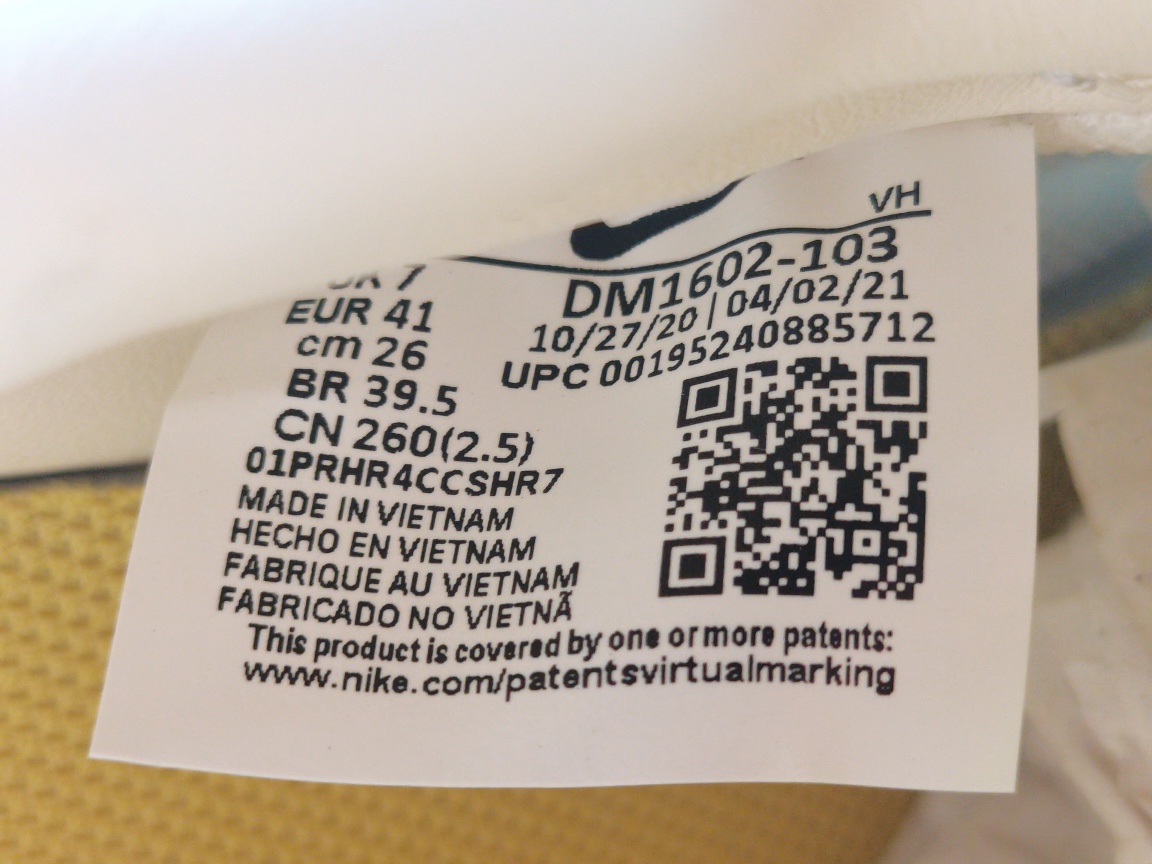 VH
UK 7
DM1602-103
EUR 41
10/27/20 | 04/02/21
cm 26
UPC 00195240885712
BR 39.5
CN 260(2.5)
01PRHR4CCSHR7
MADE IN VIETNAM
HECHO EN VIETNAM
FABRIQUE AU VIETNAM
FABRICADO NO VIETNÃ
This product is covered by one or more patents:
www.nike.com/patentsvirtualmarking